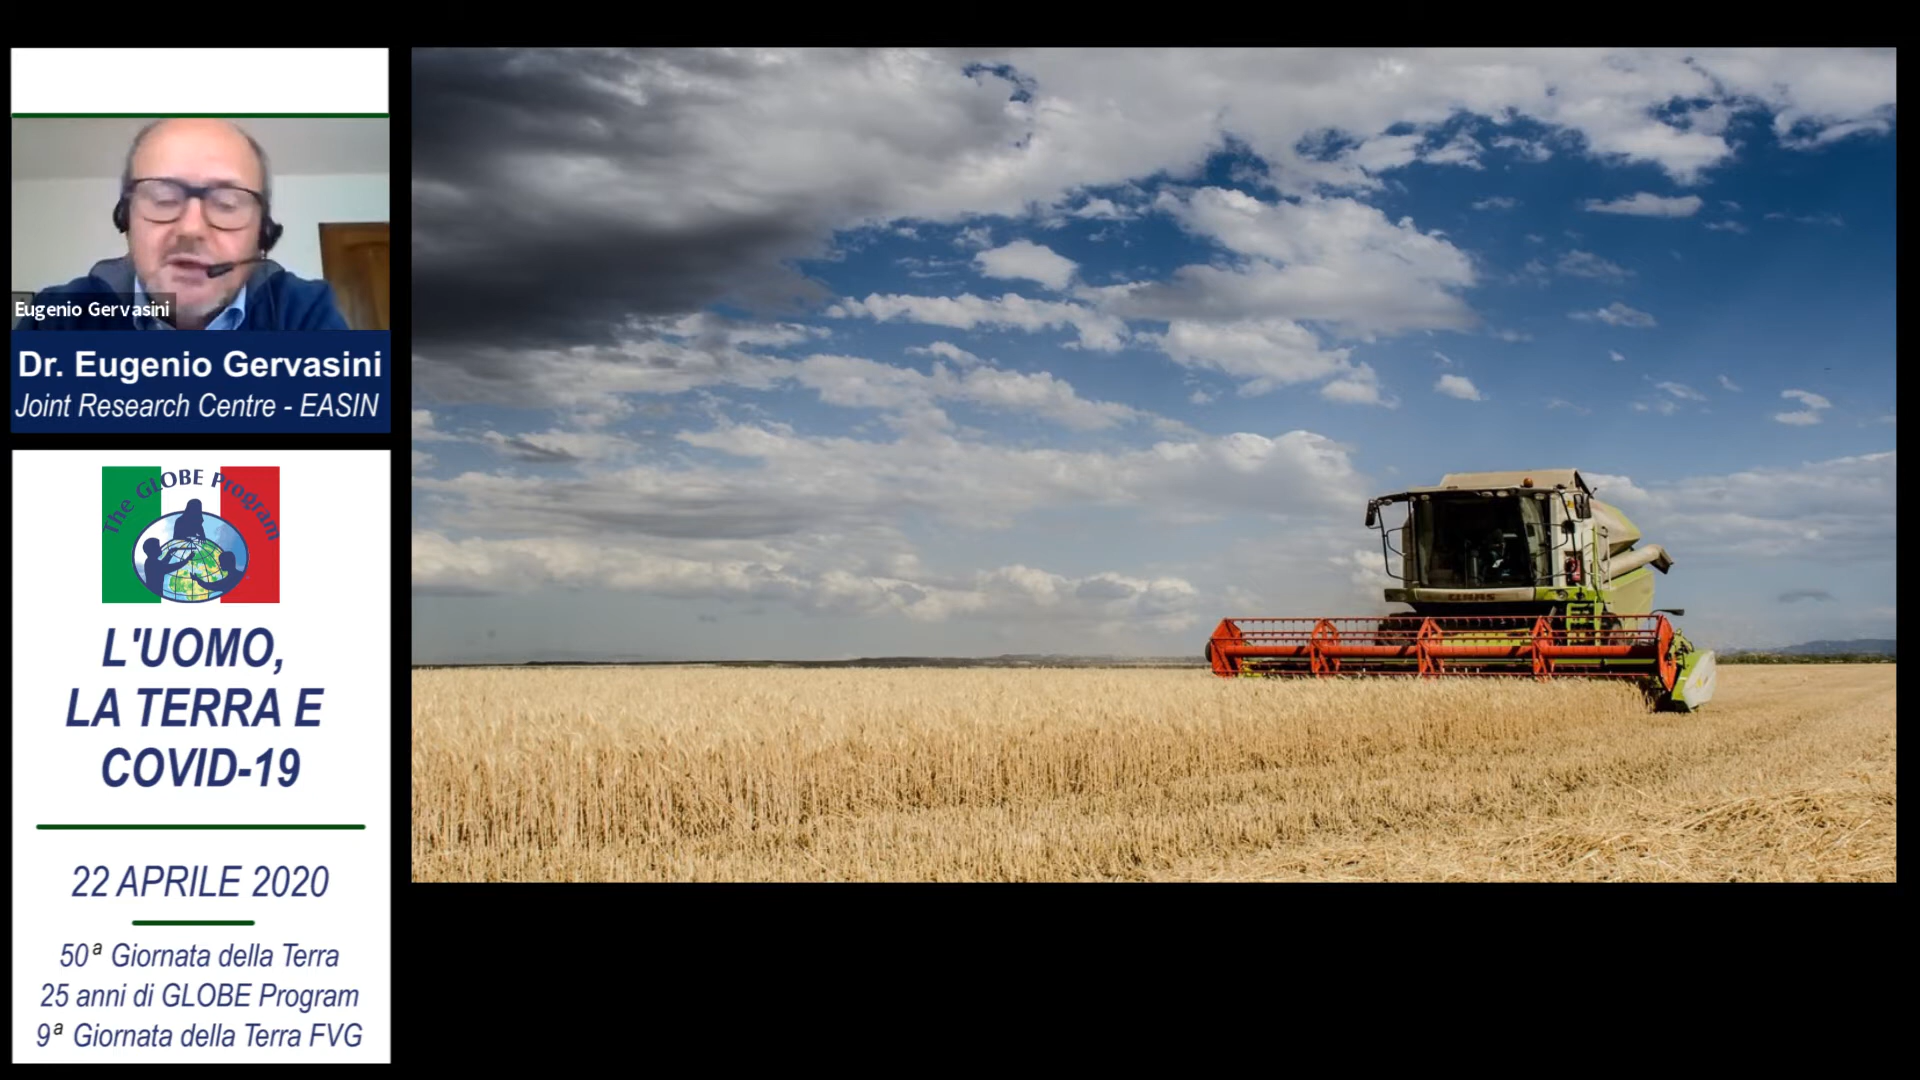 Eugenio Gervasini
Dr. Eugenio Gervasini
Joint Research Centre - EASIN
The GLOBE Program
L'UOMO,
LA TERRA E
COVID-19
22 APRILE 2020
50ª Giornata della Terra
25 anni di GLOBE Program
9ª Giornata della Terra FVG
CLAAS